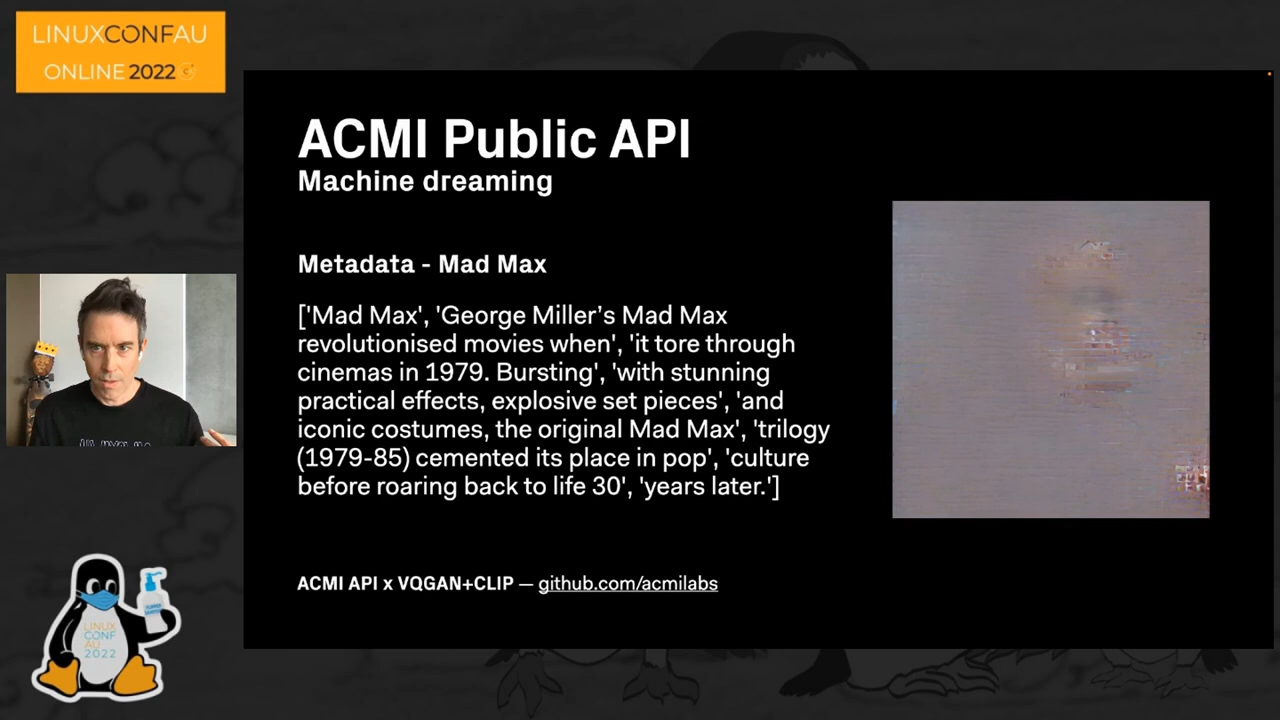 LINUXCONFAU
ONLINE 2022
ACMI Public API
Machine dreaming
Metadata - Mad Max
['Mad Max', 'George Miller’s Mad Max
revolutionised movies when', 'it tore through
cinemas in 1979. Bursting', 'with stunning
practical effects, explosive set pieces', 'and
iconic costumes, the original Mad Max', 'trilogy
(1979-85) cemented its place in pop', 'culture
before roaring back to life 30', 'years later.']
ACMI API x VQGAN+CLIP — github.com/acmilabs
LINUX
CONF
AU
2022